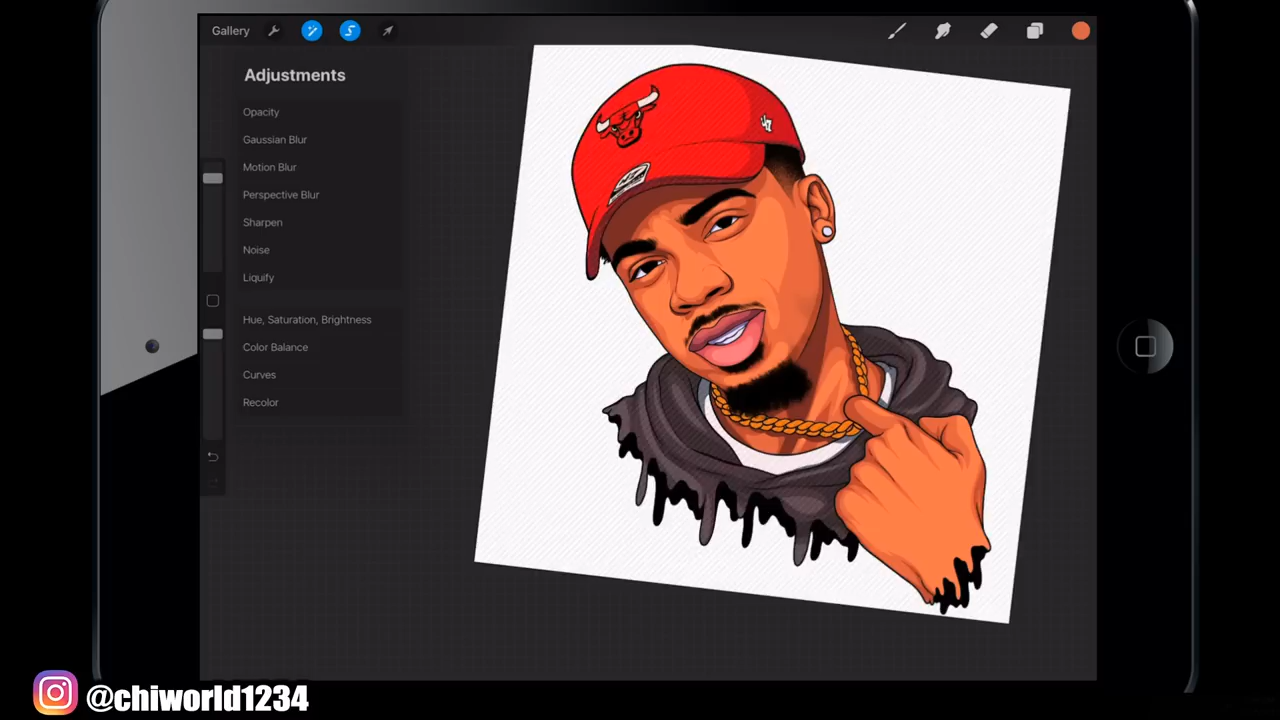 Gallery
Adjustments
Opacity
Gaussian Blur
Motion Blur
Perspective Blur
Sharpen
Noise
Liquify
Hue, Saturation, Brightness
Color Balance
Curves
Recolor
47
@chiworld1234